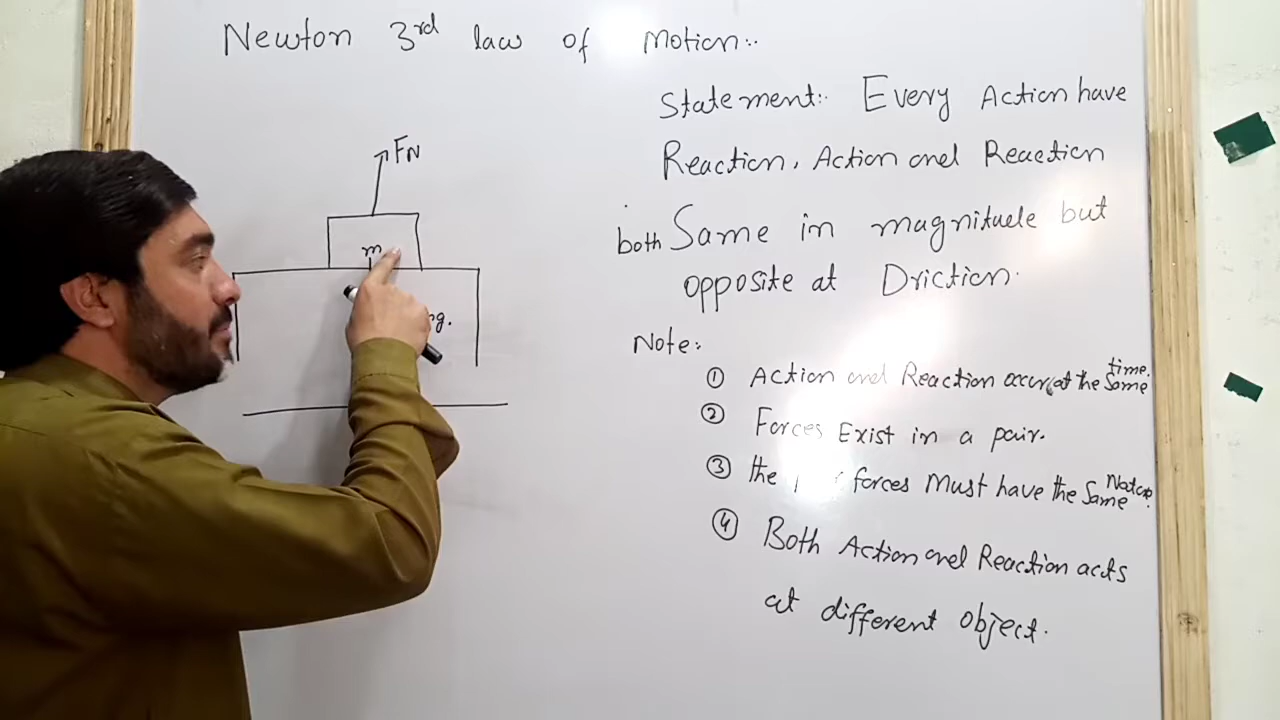 Newton 3rd law of Motion:.
FN
m
g.
Statement:. Every Action have
Reaction. Action and Reaction
both Same in magnitude but
opposite at Driction.
Note:
① Action and Reaction occur at the Same time.
② Forces Exist in a pair.
③ the forces Must have the Same
④ Both Action and Reaction acts
at different object.